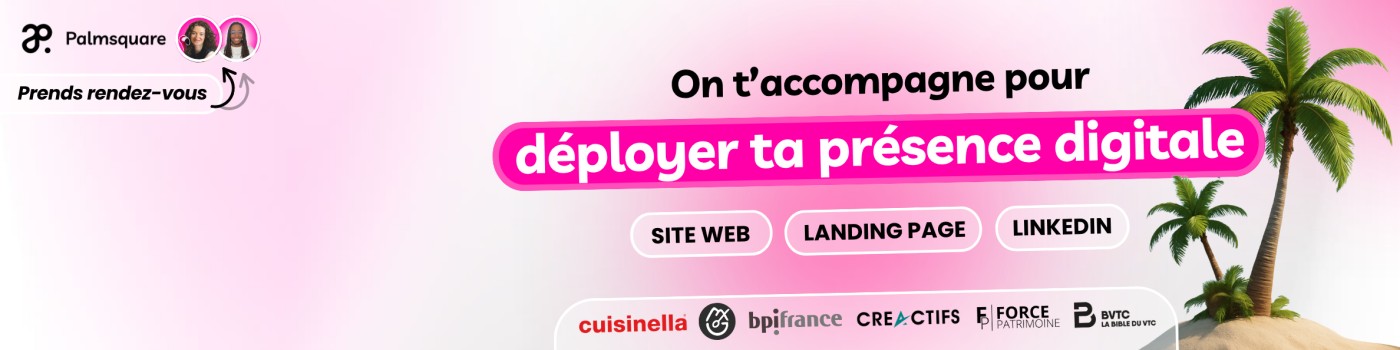 Palmsquare
Prends rendez-vous
On t’accompagne pour
déployer ta présence digitale
SITE WEB
LANDING PAGE
LINKEDIN
cuisinella
bpifrance
CREACTIFS
FP FORCE
PATRIMOINE
BVTC
LA BIBLE DU VTC